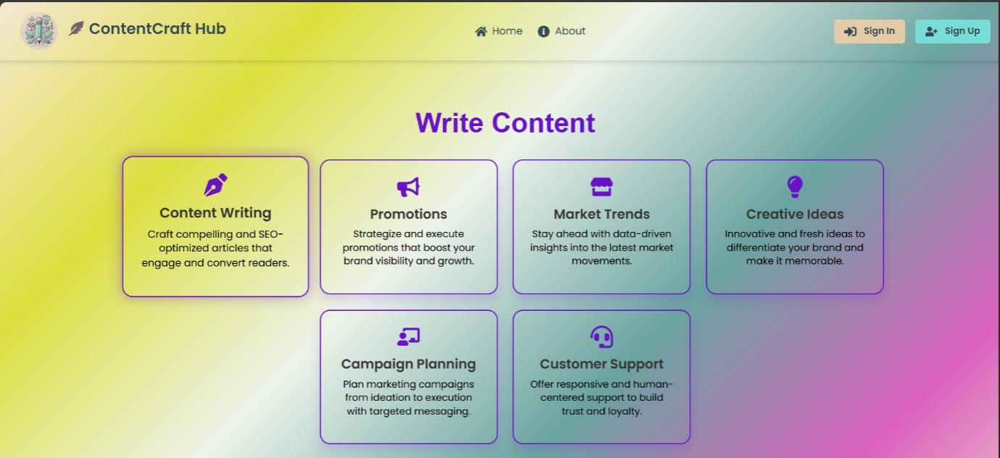 ContentCraft Hub
Home
About
Sign In
Sign Up
Write Content
Content Writing
Craft compelling and SEO-
optimized articles that
engage and convert readers.
Promotions
Strategize and execute
promotions that boost your
brand visibility and growth.
Market Trends
Stay ahead with data-driven
insights into the latest market
movements.
Creative Ideas
Innovative and fresh ideas to
differentiate your brand and
make it memorable.
Campaign Planning
Plan marketing campaigns
from ideation to execution
with targeted messaging.
Customer Support
Offer responsive and human-
centered support to build
trust and loyalty.